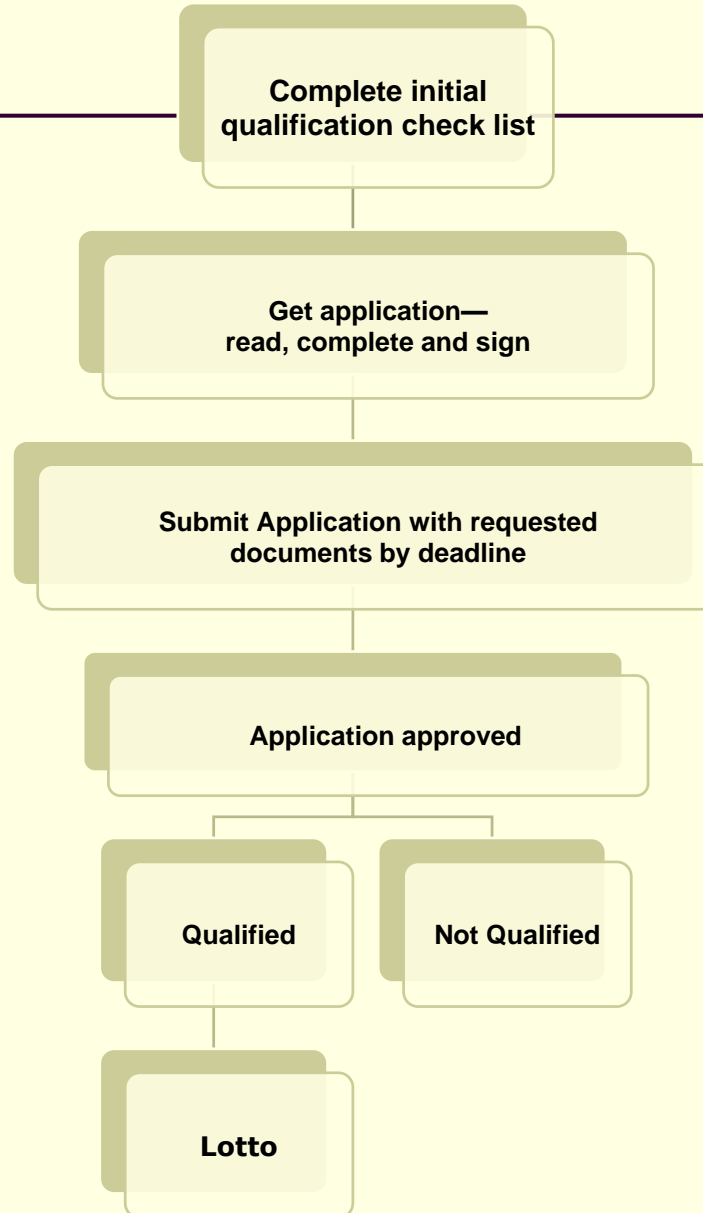 Complete initial
qualification check list
Get application—
read, complete and sign
Submit Application with requested
documents by deadline
Application approved
Qualified
Not Qualified
Lotto